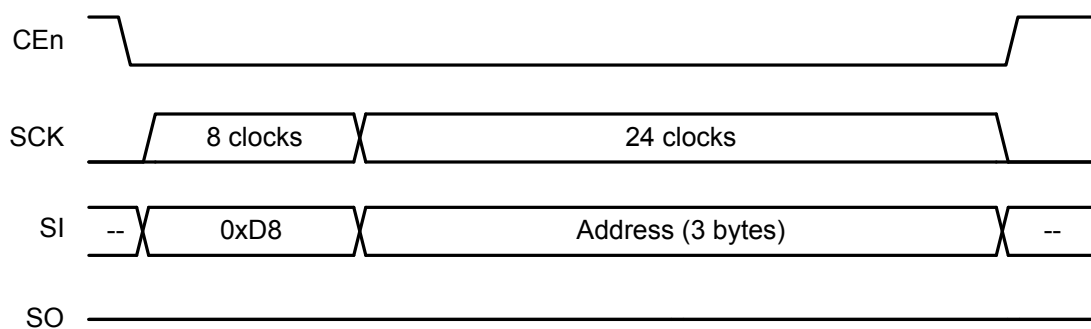 CEn
SCK 8 clocks 24 clocks
SI -- 0xD8 Address (3 bytes) --
SO